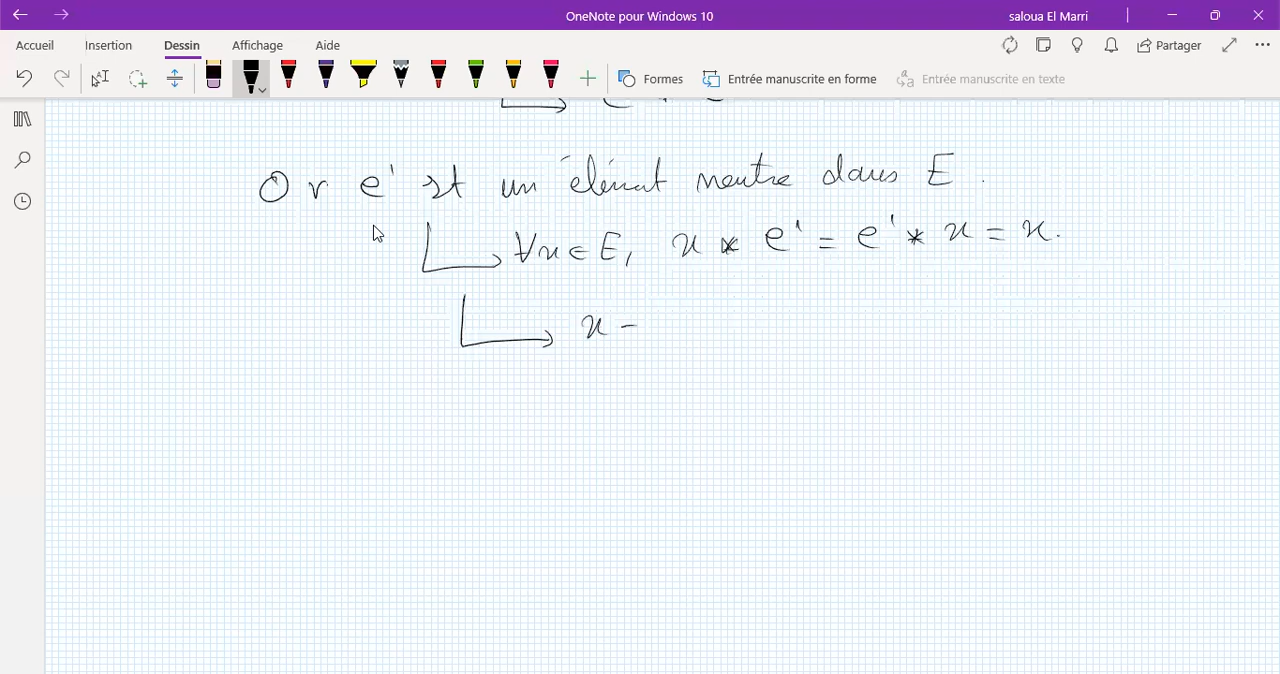 OneNote pour Windows 10
saloua El Marri
Accueil Insertion Dessin Affichage Aide
Partager
Formes Entrée manuscrite en forme Entrée manuscrite en texte
Or e' st un élément neutre dans E.
∀x ∈ E, x * e' = e' * x = x.
x -